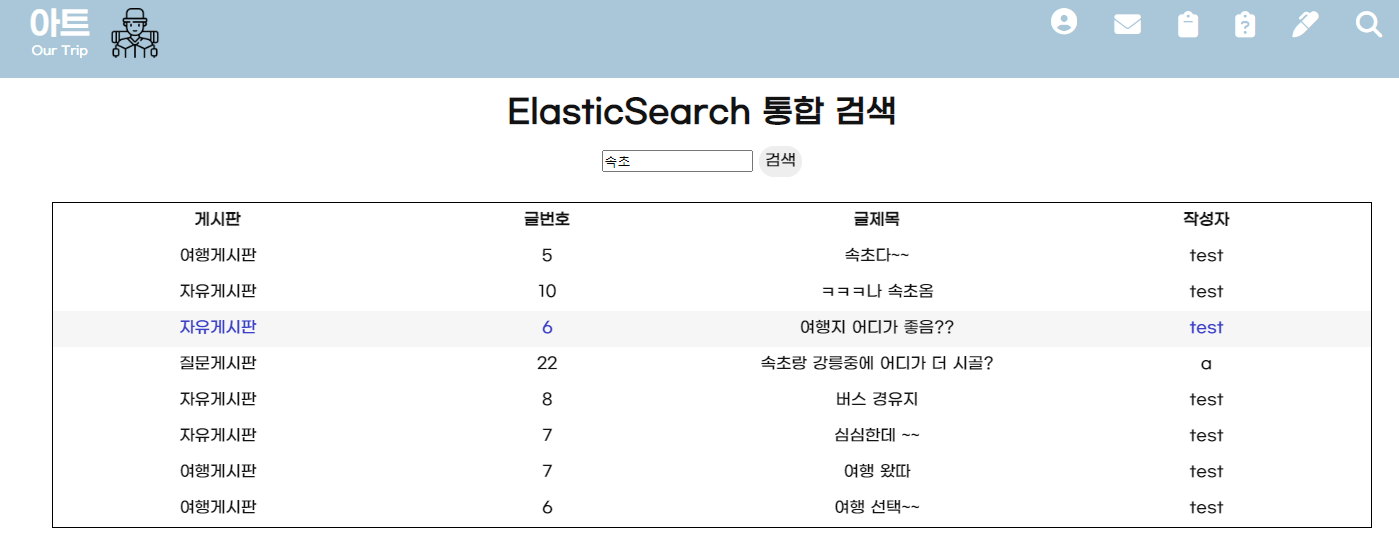 아트
Our Trip
ElasticSearch 통합 검색
속초 검색
게시판 글번호 글제목 작성자
여행게시판 5 속초다~~ test
자유게시판 10 ㅋㅋㅋ나 속초옴 test
자유게시판 6 여행지 어디가 좋음?? test
질문게시판 22 속초랑 강릉중에 어디가 더 시골? a
자유게시판 8 버스 경유지 test
자유게시판 7 심심한데 ~~ test
여행게시판 7 여행 왔따 test
여행게시판 6 여행 선택~~ test